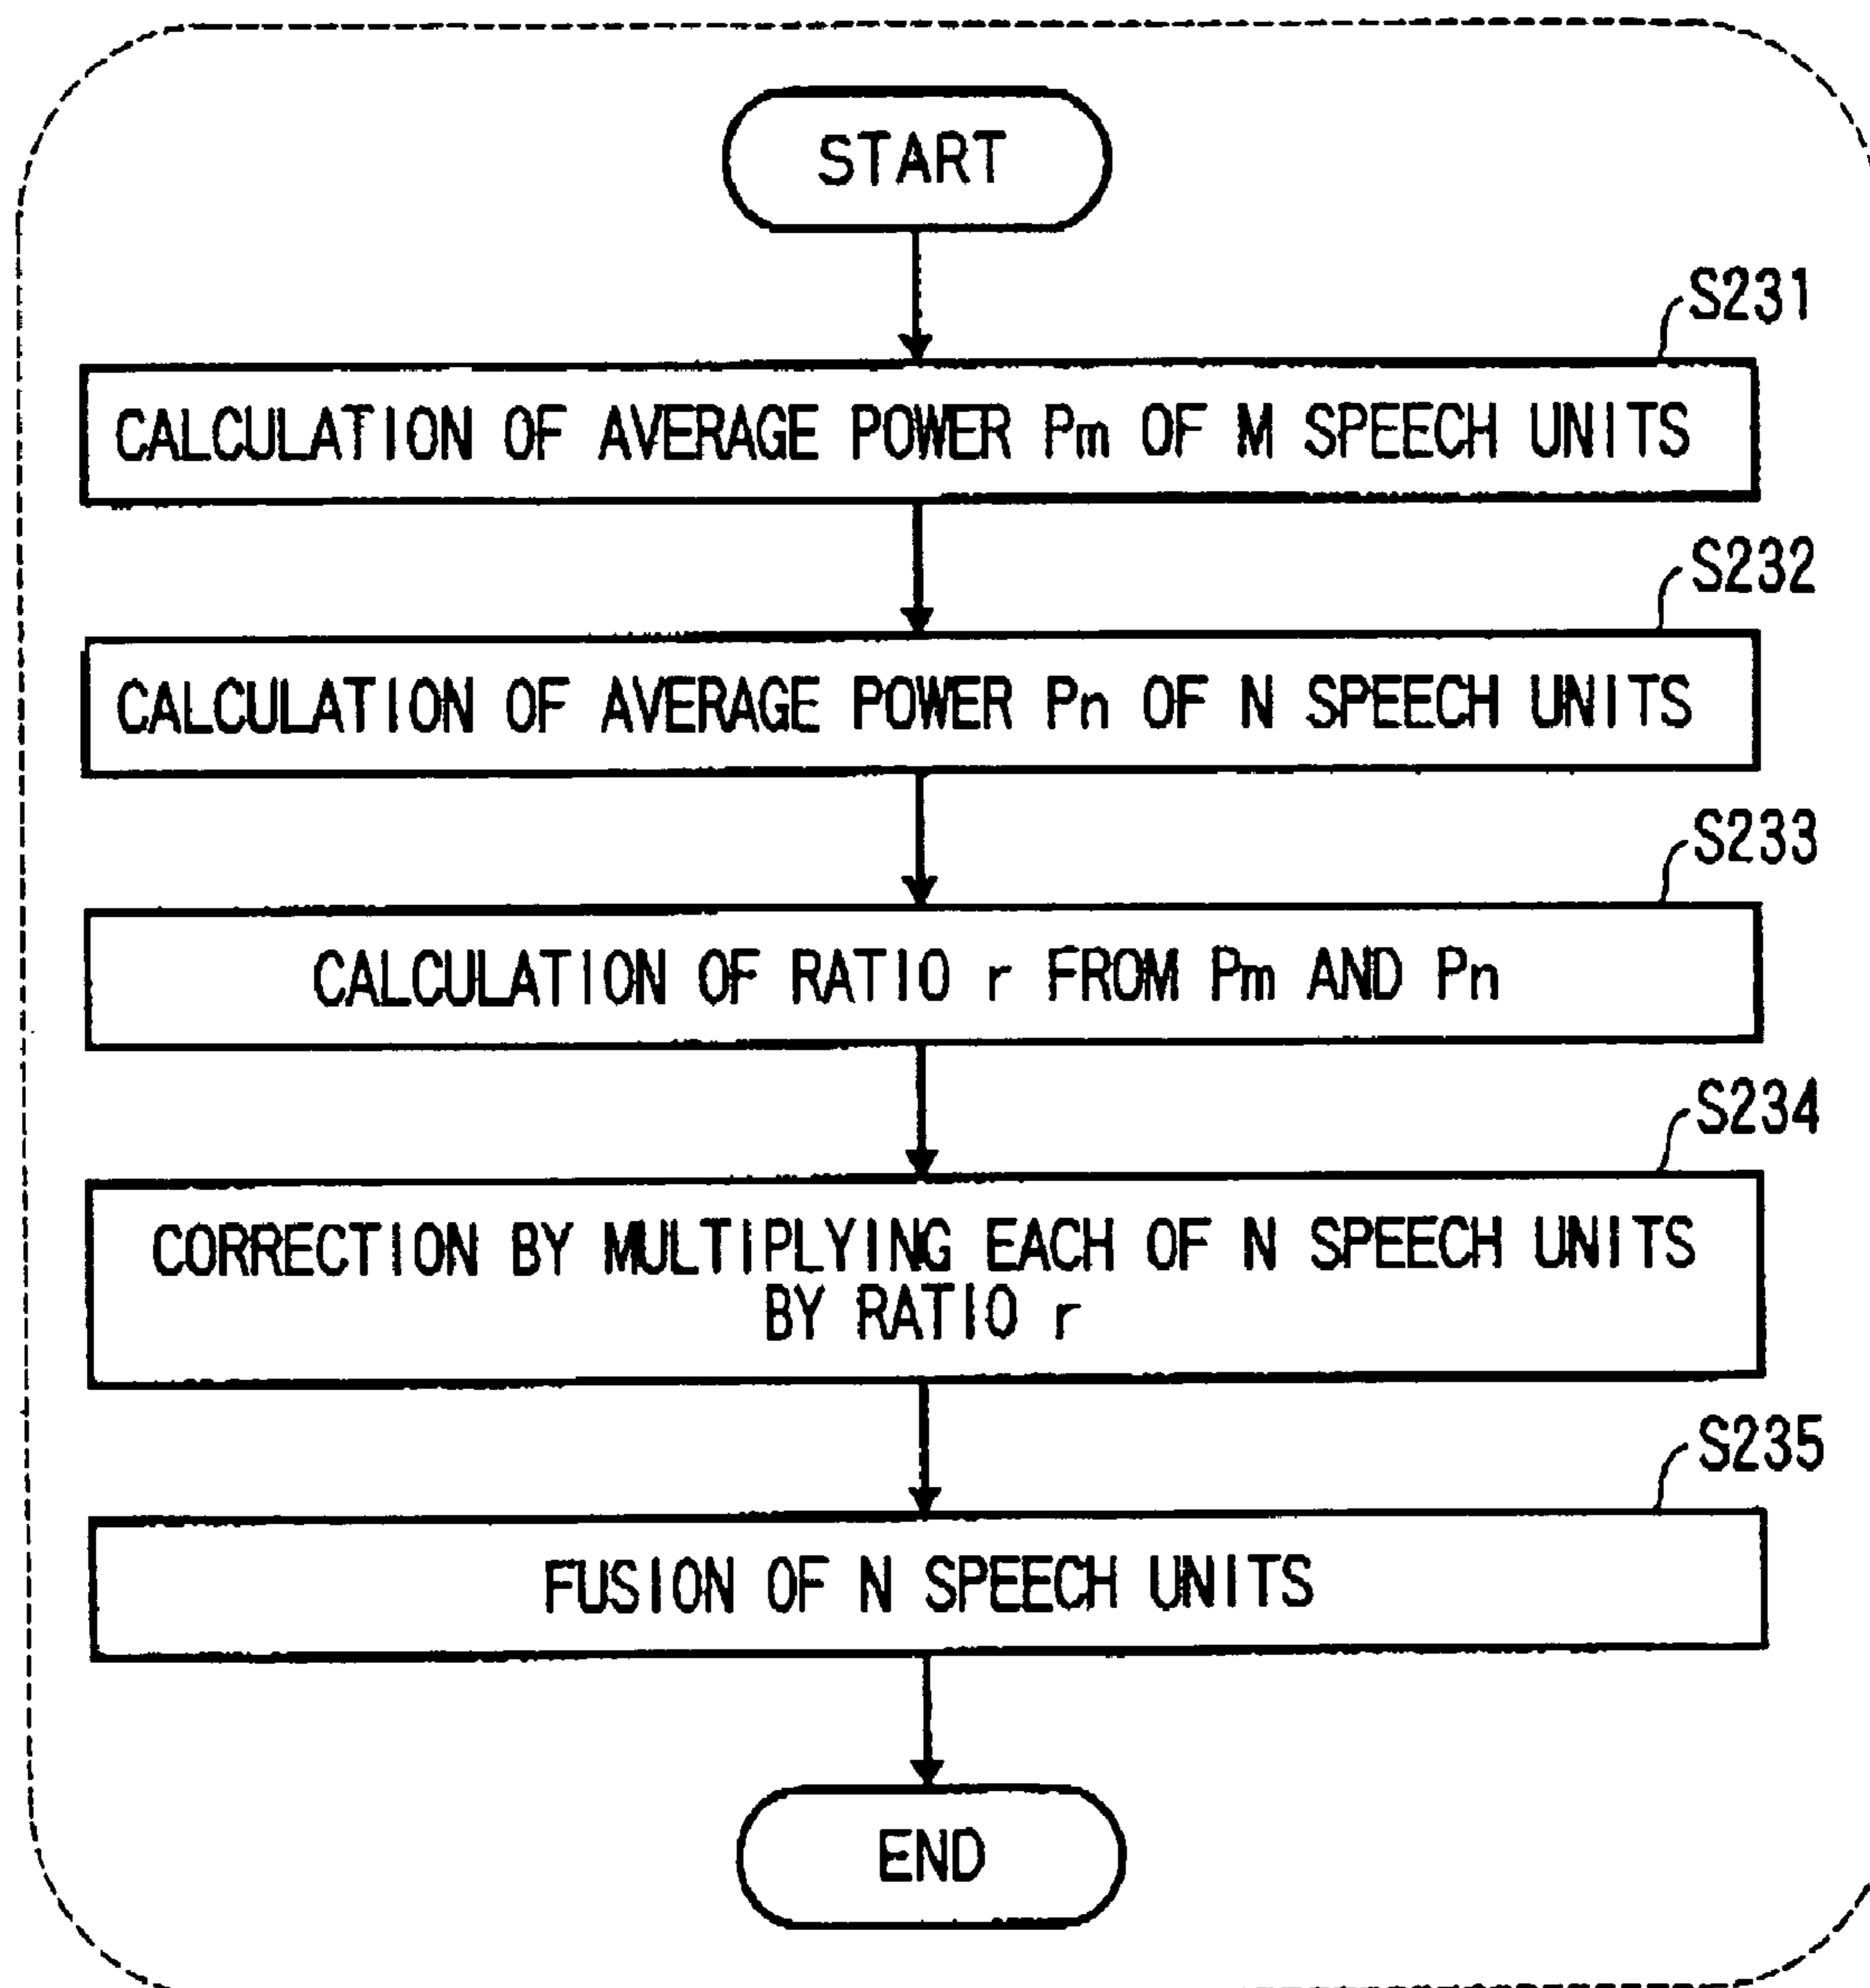 START
S231
CALCULATION OF AVERAGE POWER Pm OF M SPEECH UNITS
S232
CALCULATION OF AVERAGE POWER Pn OF N SPEECH UNITS
S233
CALCULATION OF RATIO r FROM Pm AND Pn
S234
CORRECTION BY MULTIPLYING EACH OF N SPEECH UNITS
BY RATIO r
S235
FUSION OF N SPEECH UNITS
END